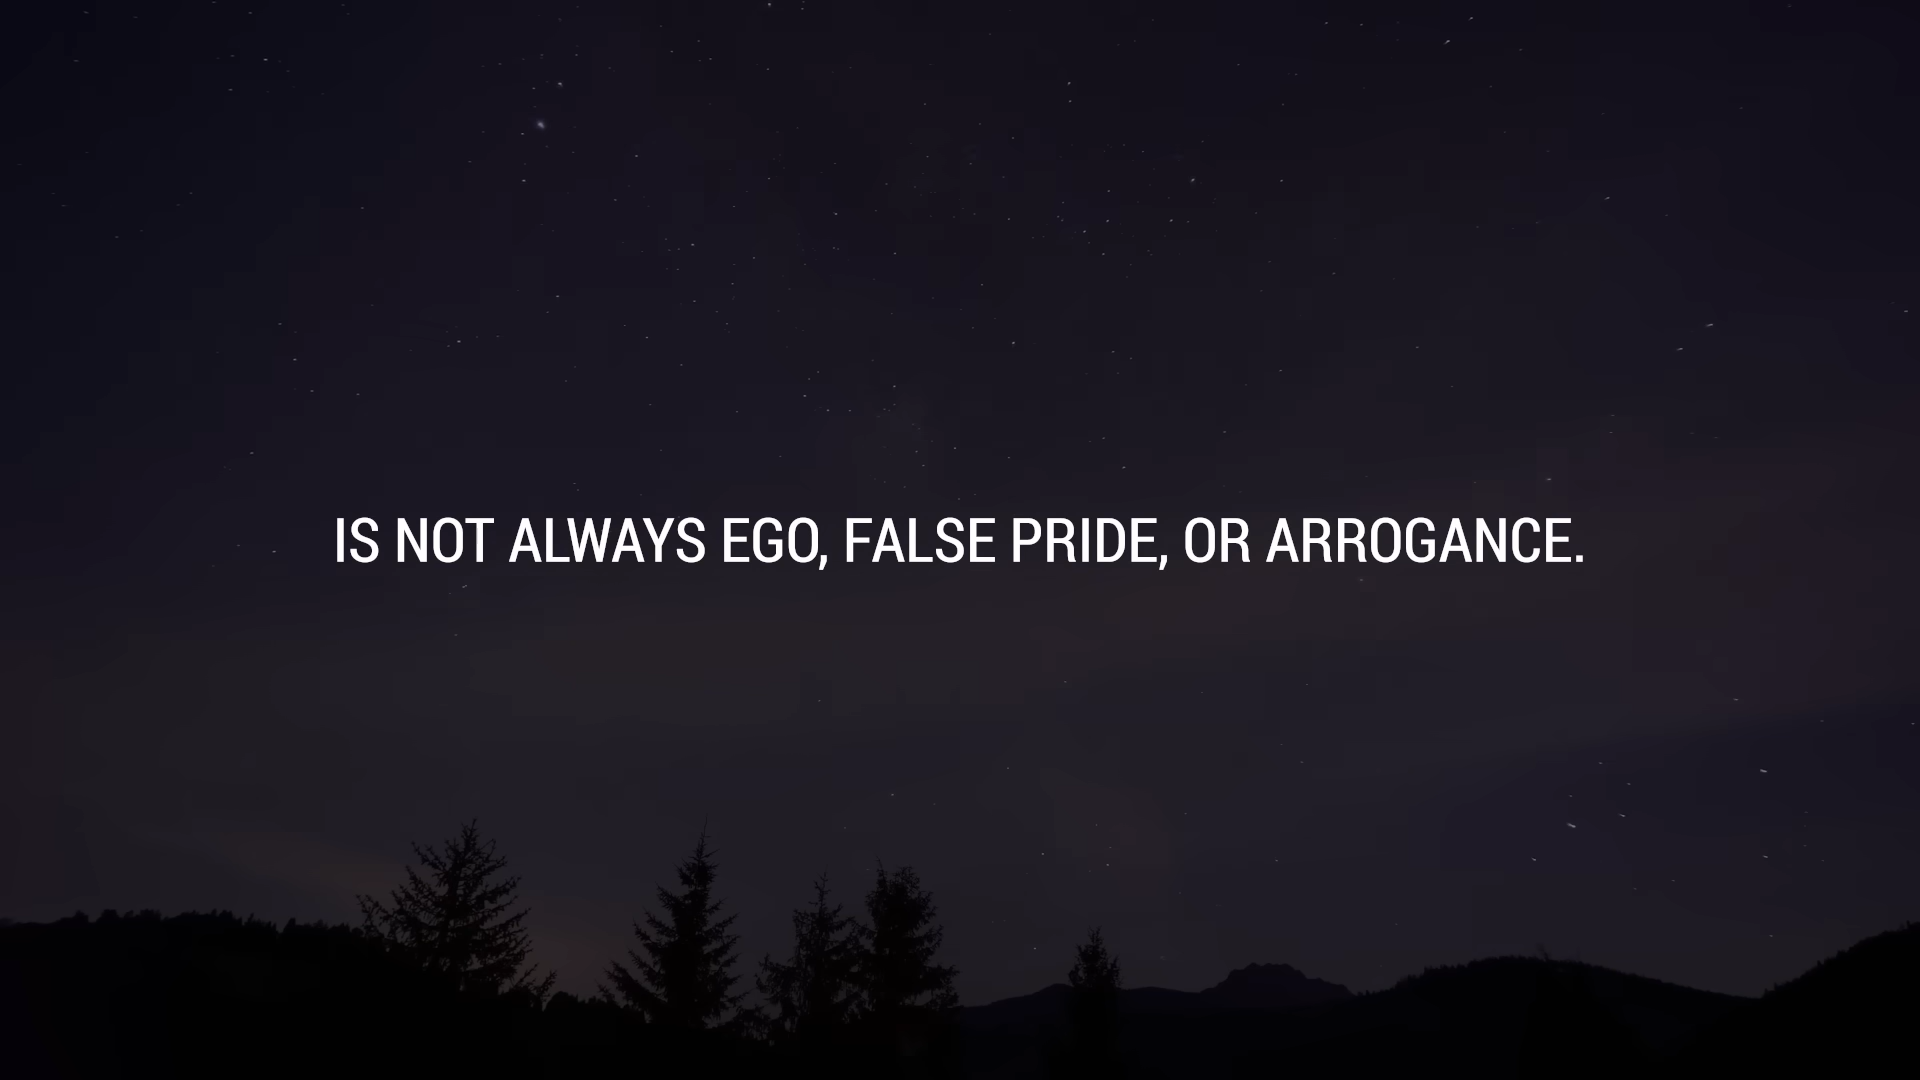 IS NOT ALWAYS EGO, FALSE PRIDE, OR ARROGANCE.